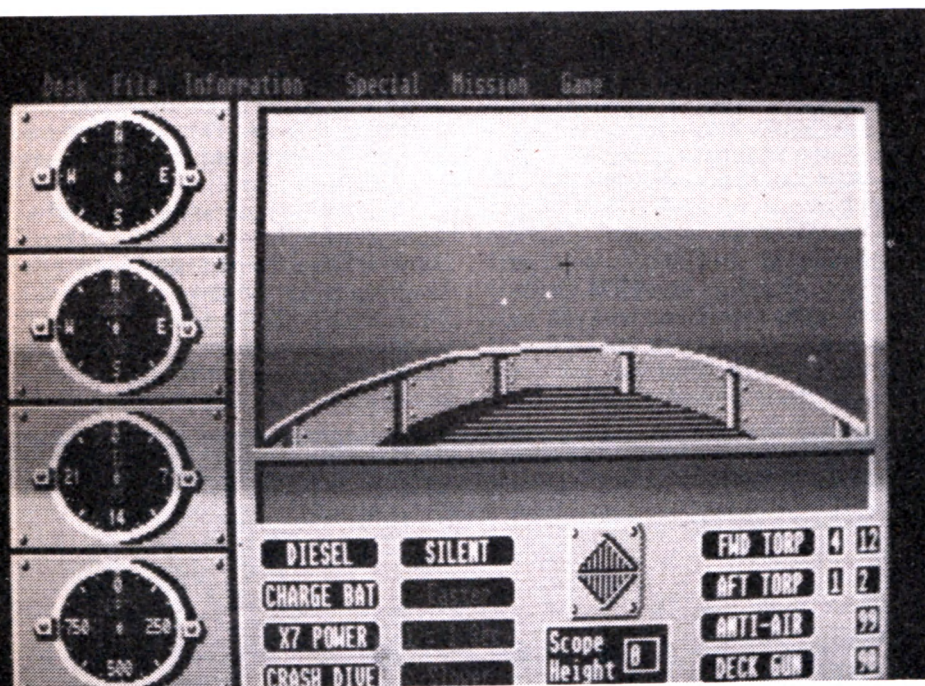 Desk File Information Special Mission Game
N
W E
S
N
W E
S
0
21 7
14
0
750 250
500
DIESEL SILENT
CHARGE BAT Faster
X7 POWER
CRASH DIVE
Scope
Height 0
FWD TORP 4 12
AFT TORP 1 2
ANTI-AIR 99
DECK GUN 90